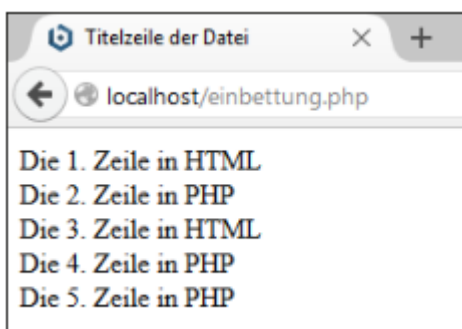 Titelzeile der Datei
localhost/einbettung.php
Die 1. Zeile in HTML
Die 2. Zeile in PHP
Die 3. Zeile in HTML
Die 4. Zeile in PHP
Die 5. Zeile in PHP